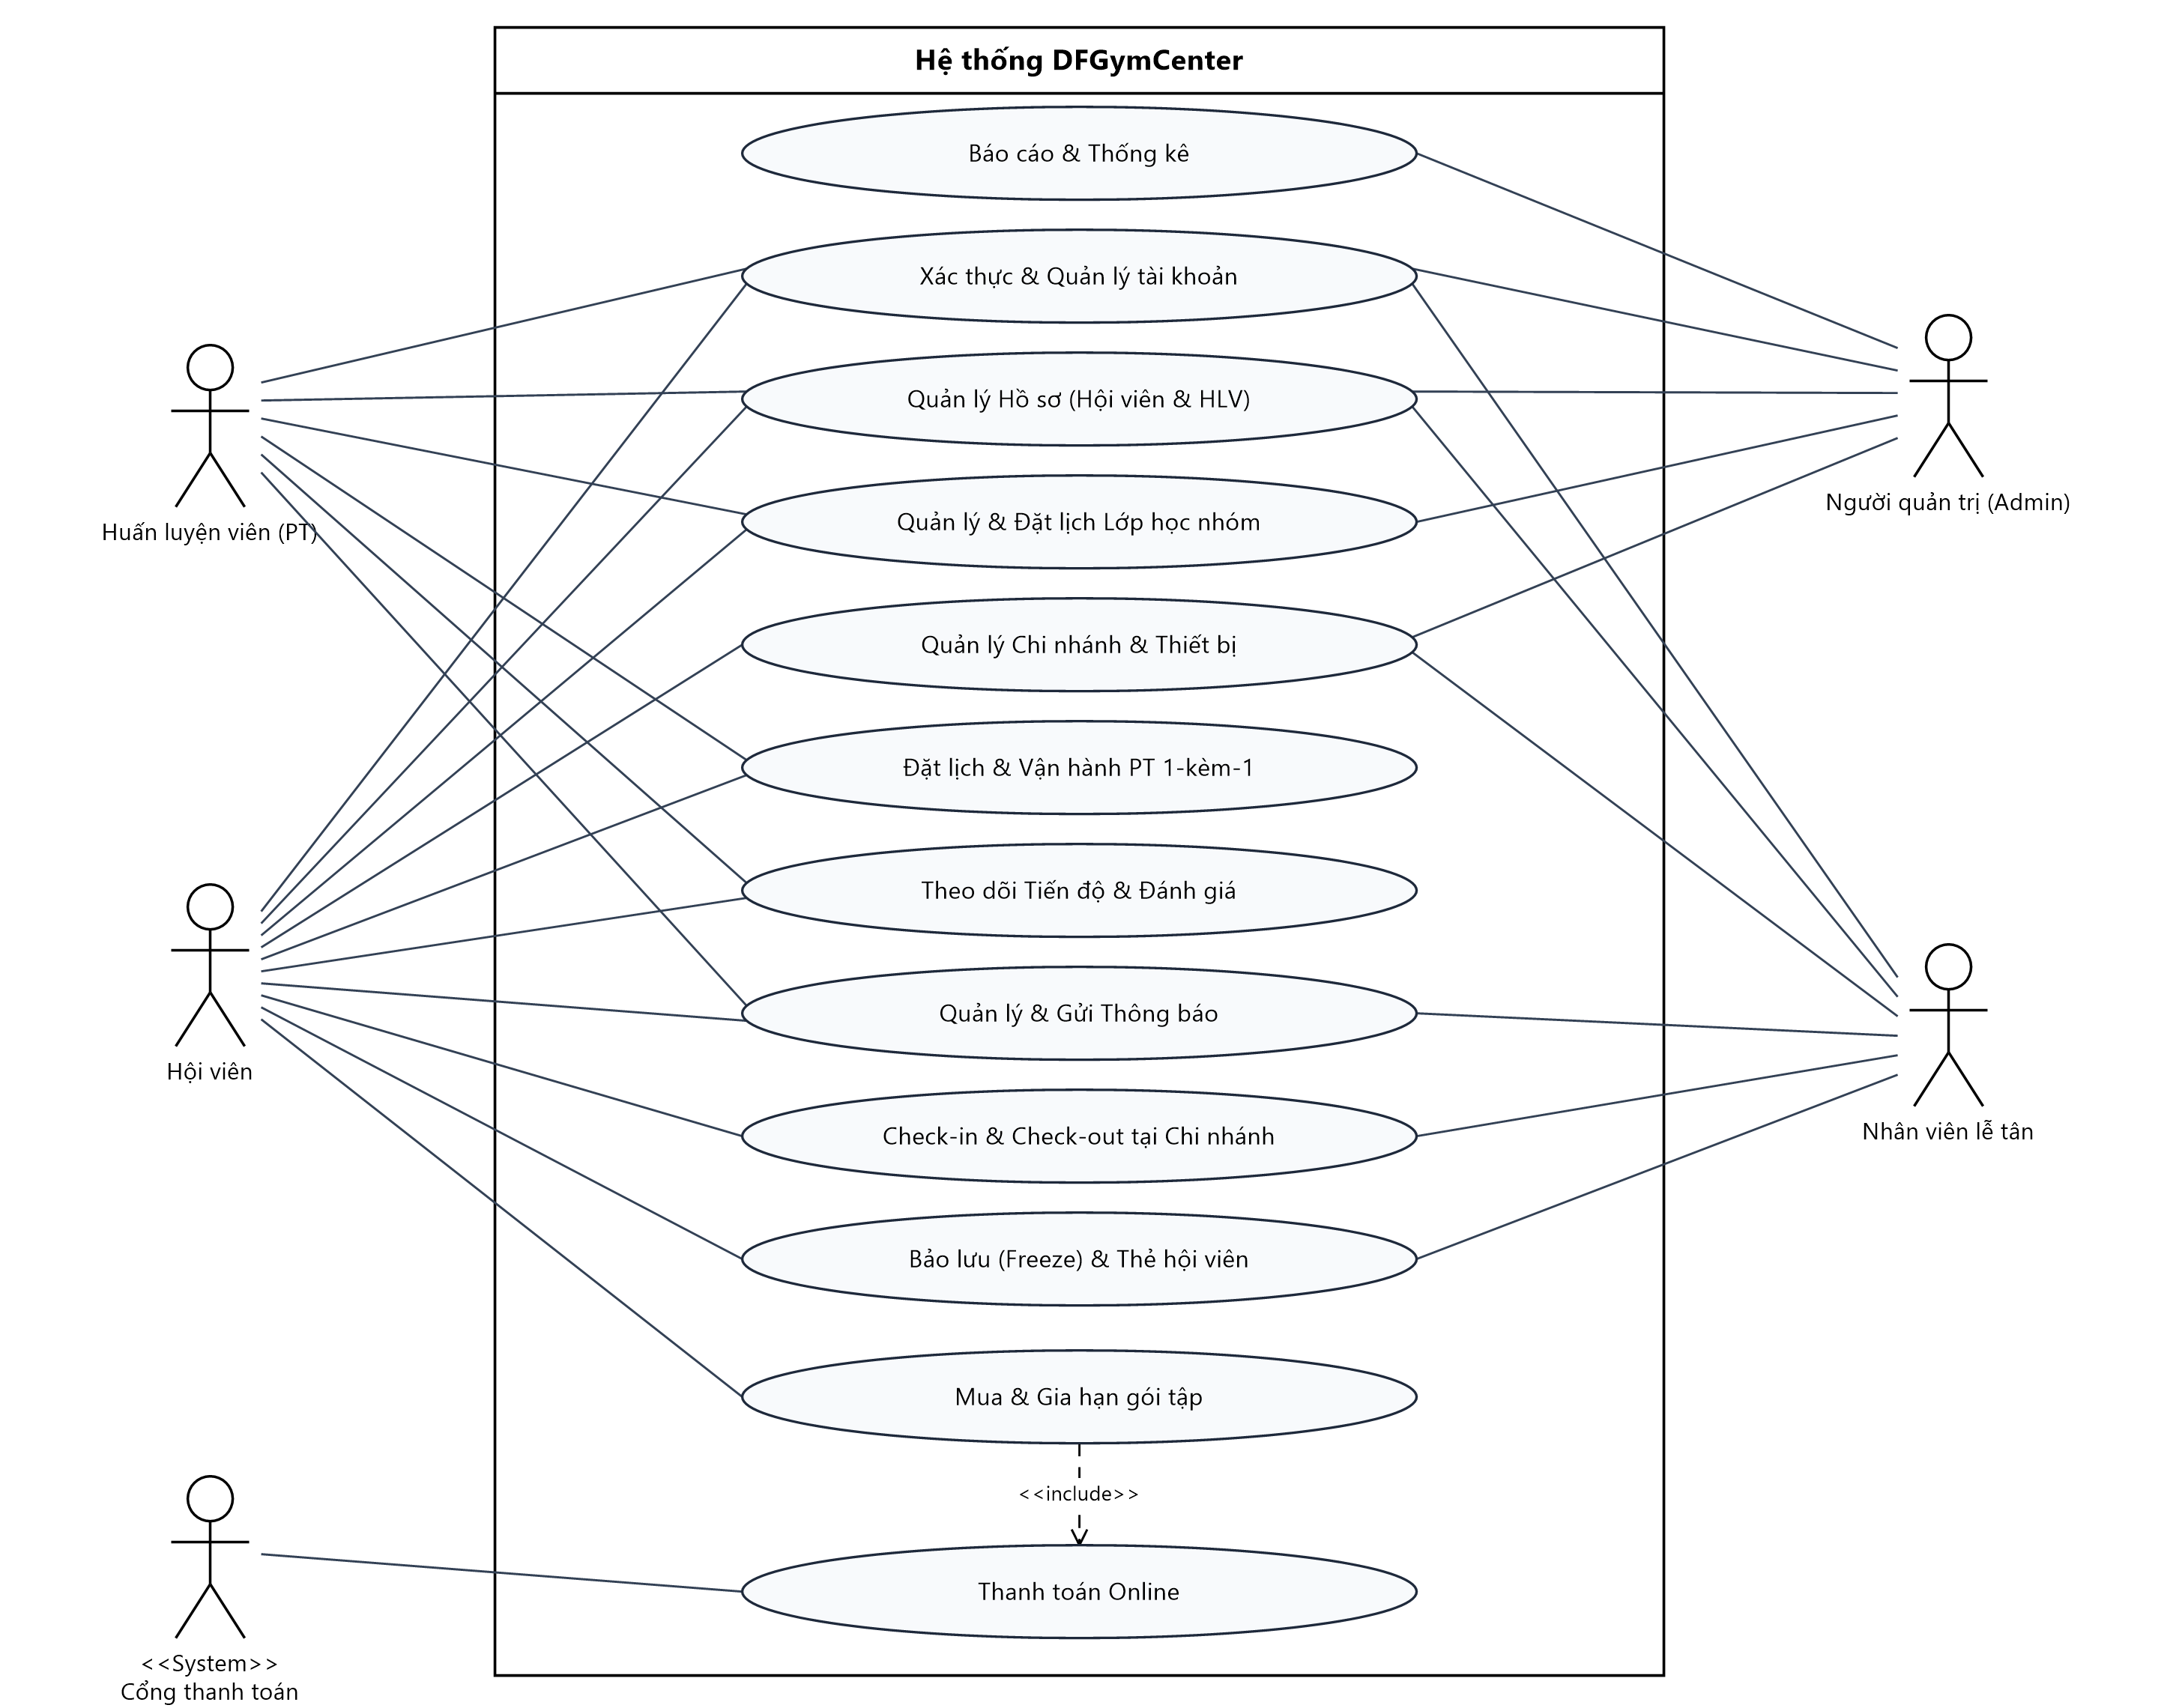 Hệ thống DFGymCenter
Báo cáo & Thống kê
Xác thực & Quản lý tài khoản
Quản lý Hồ sơ (Hội viên & HLV)
Người quản trị (Admin)
Quản lý & Đặt lịch Lớp học nhóm
Huấn luyện viên (PT)
Quản lý Chi nhánh & Thiết bị
Đặt lịch & Vận hành PT 1-kèm-1
Theo dõi Tiến độ & Đánh giá
Quản lý & Gửi Thông báo
Hội viên
Check-in & Check-out tại Chi nhánh
Nhân viên lễ tân
Bảo lưu (Freeze) & Thẻ hội viên
Mua & Gia hạn gói tập
<<include>>
Thanh toán Online
<<System>>
Cổng thanh toán